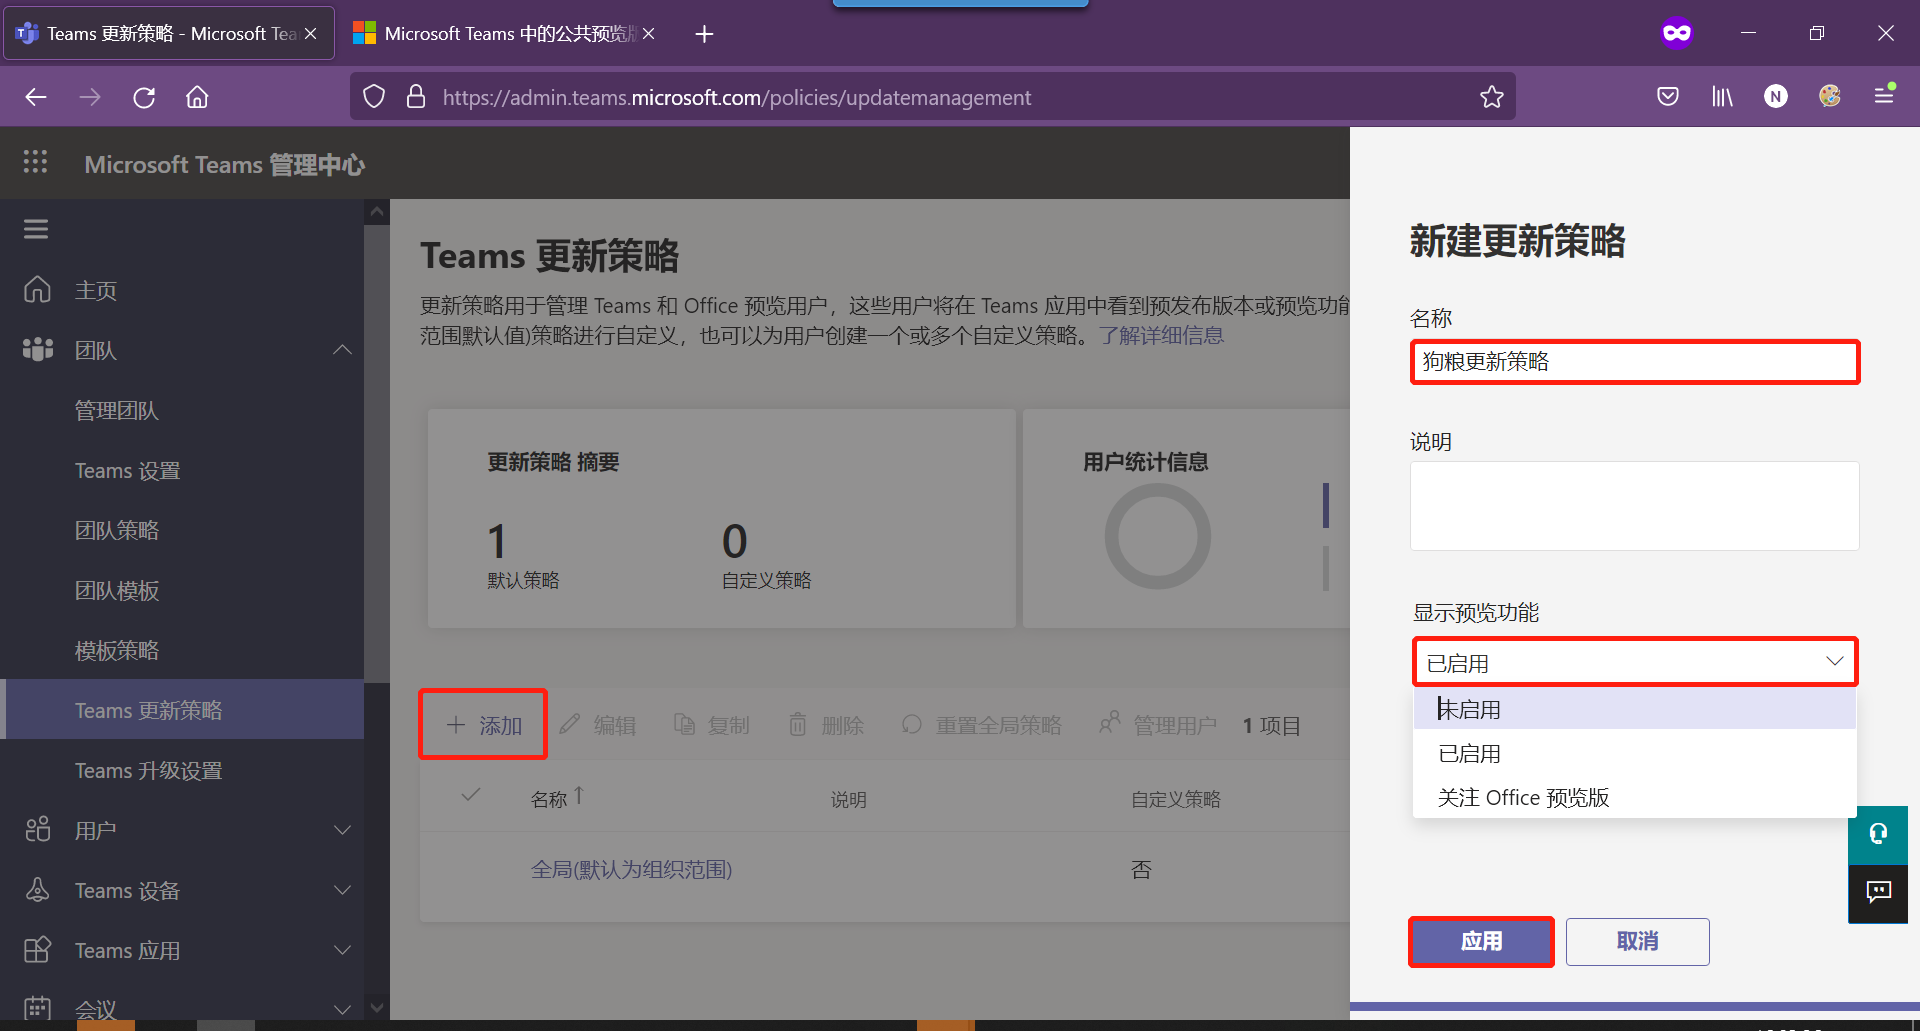 Teams 更新策略 - Microsoft Tea
Microsoft Teams 中的公共预览版
https://admin.teams.microsoft.com/policies/updatemanagement
N
Microsoft Teams 管理中心
主页
团队
管理团队
Teams 设置
团队策略
团队模板
模板策略
Teams 更新策略
Teams 升级设置
用户
Teams 设备
Teams 应用
会议
Teams 更新策略
更新策略用于管理 Teams 和 Office 预览用户，这些用户将在 Teams 应用中看到预发布版本或预览功能
范围默认值)策略进行自定义，也可以为用户创建一个或多个自定义策略。了解详细信息
更新策略 摘要
1
默认策略
0
自定义策略
用户统计信息
添加 编辑 复制 删除 重置全局策略 管理用户 1 项目
名称 说明 自定义策略
全局(默认为组织范围) 否
新建更新策略
名称
狗粮更新策略
说明
显示预览功能
已启用
未启用
已启用
关注 Office 预览版
应用 取消